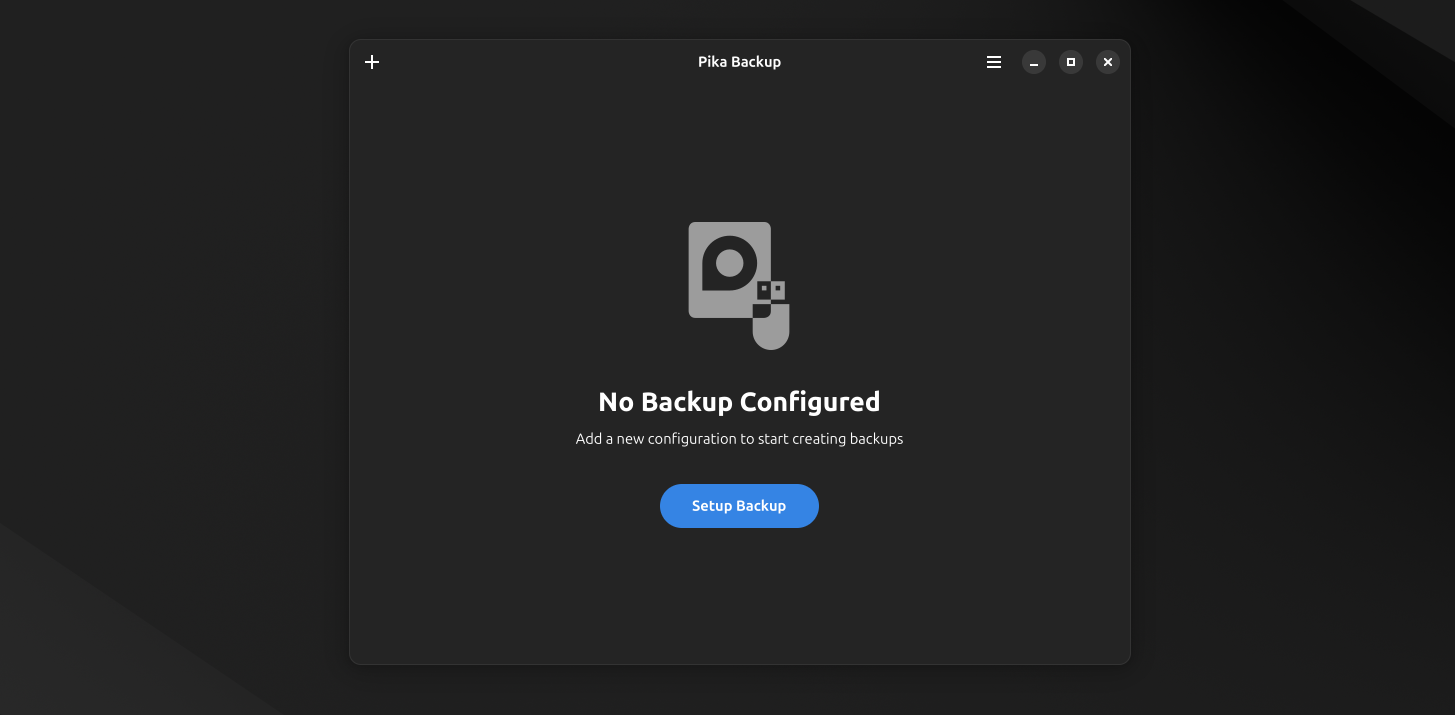 Pika Backup
No Backup Configured
Add a new configuration to start creating backups
Setup Backup